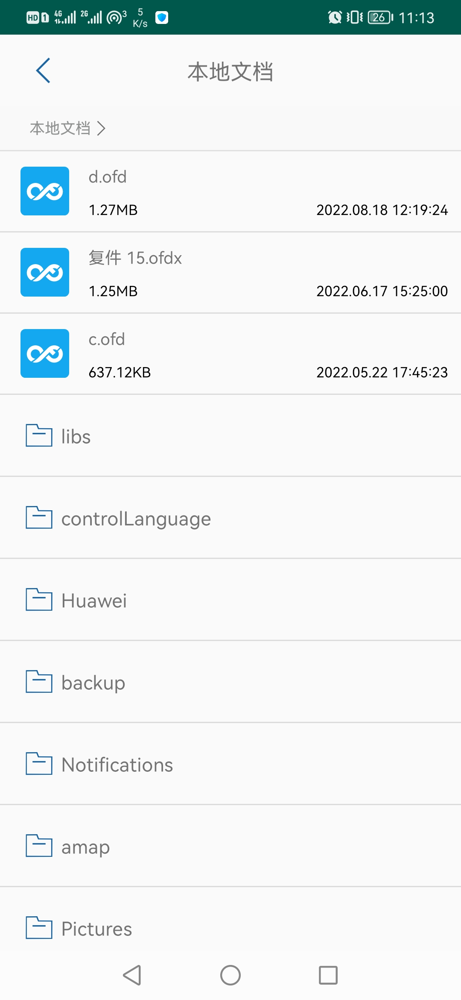 HD 1 4G 2G 3 5 K/s 26 11:13
本地文档
本地文档
d.ofd
1.27MB 2022.08.18 12:19:24
复件 15.ofdx
1.25MB 2022.06.17 15:25:00
c.ofd
637.12KB 2022.05.22 17:45:23
libs
controlLanguage
Huawei
backup
Notifications
amap
Pictures